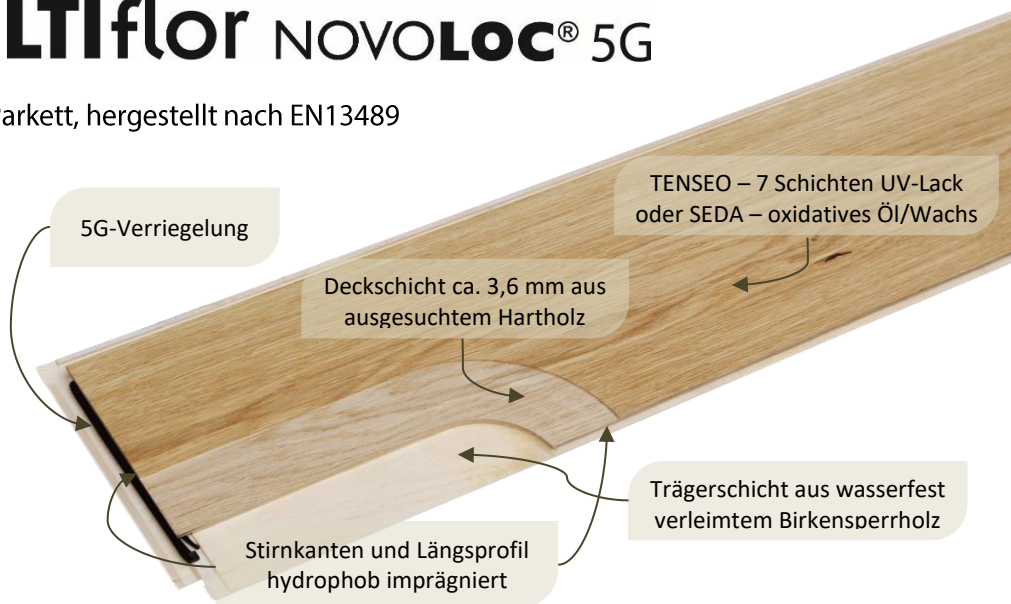 LTIflor NOVOLOC® 5G
arkett, hergestellt nach EN13489
TENSEO – 7 Schichten UV-Lack
oder SEDA – oxidatives Öl/Wachs
5G-Verriegelung
Deckschicht ca. 3,6 mm aus
ausgesuchtem Hartholz
Trägerschicht aus wasserfest
verleimtem Birkensperrholz
Stirnkanten und Längsprofil
hydrophob imprägniert